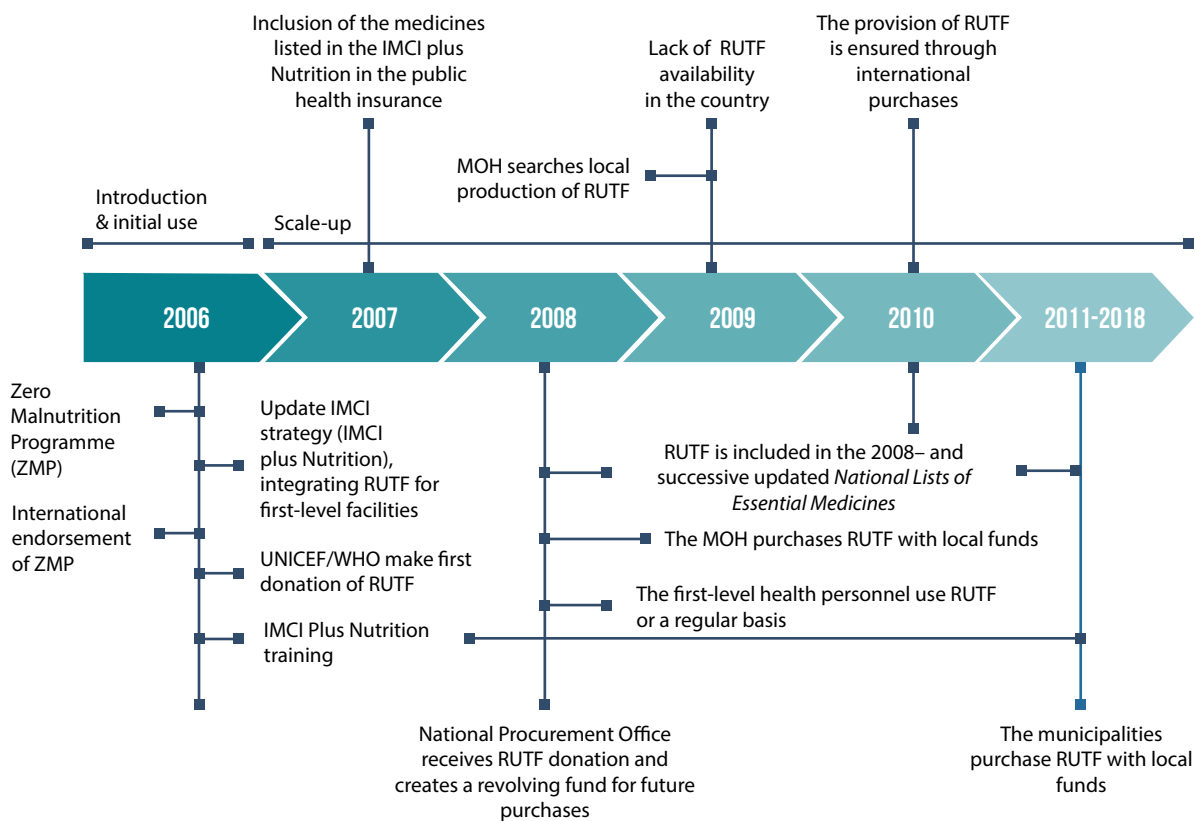 Inclusion of the medicines
listed in the IMCI plus
Nutrition in the public
health insurance
Lack of RUTF
availability
in the country
The provision of RUTF
is ensured through
international
purchases
MOH searches local
production of RUTF
Introduction
& initial use
Scale-up
2006
2007
2008
2009
2010
2011-2018
Zero
Malnutrition
Programme
(ZMP)
International
endorsement
of ZMP
Update IMCI
strategy (IMCI
plus Nutrition),
integrating RUTF for
first-level facilities
UNICEF/WHO make first
donation of RUTF
IMCI Plus Nutrition
training
RUTF is included in the 2008– and
successive updated National Lists of
Essential Medicines
The MOH purchases RUTF with local funds
The first-level health personnel use RUTF
or a regular basis
National Procurement Office
receives RUTF donation and
creates a revolving fund for future
purchases
The municipalities
purchase RUTF with local
funds